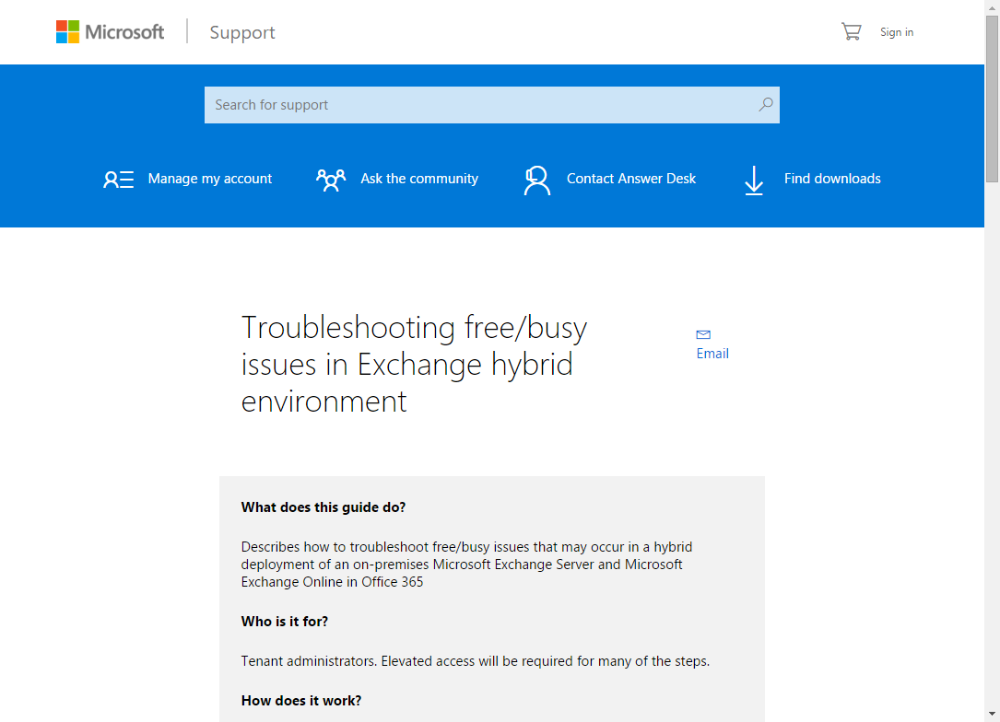 Microsoft
Support
Sign in
Search for support
Manage my account
Ask the community
Contact Answer Desk
Find downloads
Troubleshooting free/busy
issues in Exchange hybrid
environment
Email
What does this guide do?
Describes how to troubleshoot free/busy issues that may occur in a hybrid
deployment of an on-premises Microsoft Exchange Server and Microsoft
Exchange Online in Office 365
Who is it for?
Tenant administrators. Elevated access will be required for many of the steps.
How does it work?